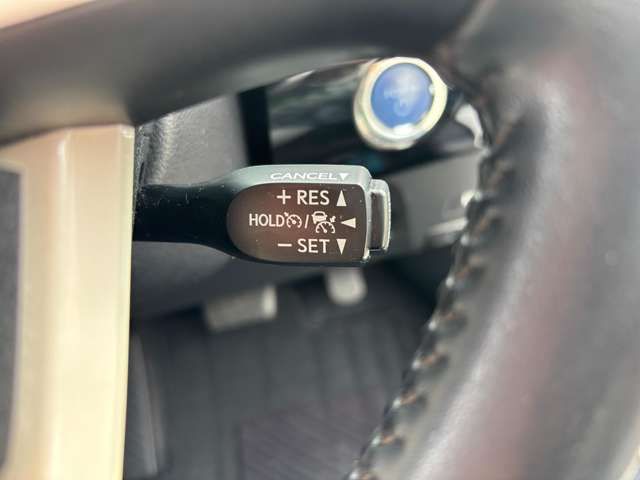 CANCEL▼
+ RES ▲
HOLD / ◀
− SET ▼